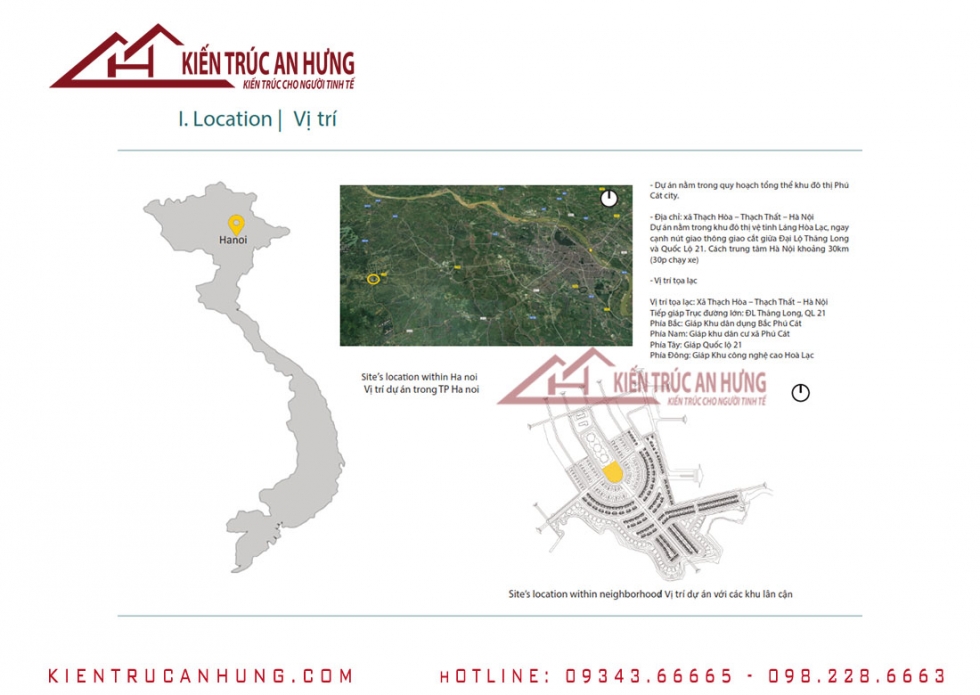 KIẾN TRÚC AN HƯNG
KIẾN TRÚC CHO NGƯỜI TINH TẾ
I. Location | Vị trí
Hanoi
- Dự án nằm trong quy hoạch tổng thể khu đô thị Phú
Cát city.
- Địa chỉ: xã Thạch Hòa – Thạch Thất – Hà Nội
Dự án nằm trong khu đô thị vệ tinh Láng Hòa Lạc, ngay
cạnh nút giao thông giao cắt giữa Đại Lộ Thăng Long
và Quốc Lộ 21. Cách trung tâm Hà Nội khoảng 30km
(30p chạy xe)
- Vị trí tọa lạc
Vị trí tọa lạc: Xã Thạch Hòa – Thạch Thất – Hà Nội
Tiếp giáp Trục đường lớn: ĐL Thăng Long, QL 21
Phía Bắc: Giáp Khu dân dụng Bắc Phú Cát
Phía Nam: Giáp khu dân cư xã Phú Cát
Phía Tây: Giáp Quốc lộ 21
Phía Đông: Giáp Khu công nghệ cao Hoà Lạc
Site's location within Ha noi
Vị trí dự án trong TP Ha noi
KIẾN TRÚC AN HƯNG
KIẾN TRÚC CHO NGƯỜI TINH TẾ
Site's location within neighborhood Vị trí dự án với các khu lân cận
KIENTRUCANHUNG.COM
HOTLINE: 09343.66665 - 098.228.6663